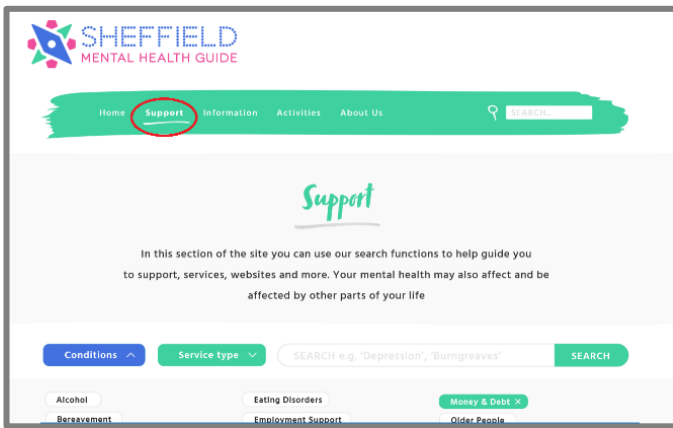 SHEFFIELD
MENTAL HEALTH GUIDE
Home Support Information Activities About Us SEARCH...
Support
In this section of the site you can use our search functions to help guide you
to support, services, websites and more. Your mental health may also affect and be
affected by other parts of your life
Conditions Service type SEARCH e.g. 'Depression', 'Burngreaves' SEARCH
Alcohol Eating Disorders Money & Debt ×
Bereavement Employment Support Older People